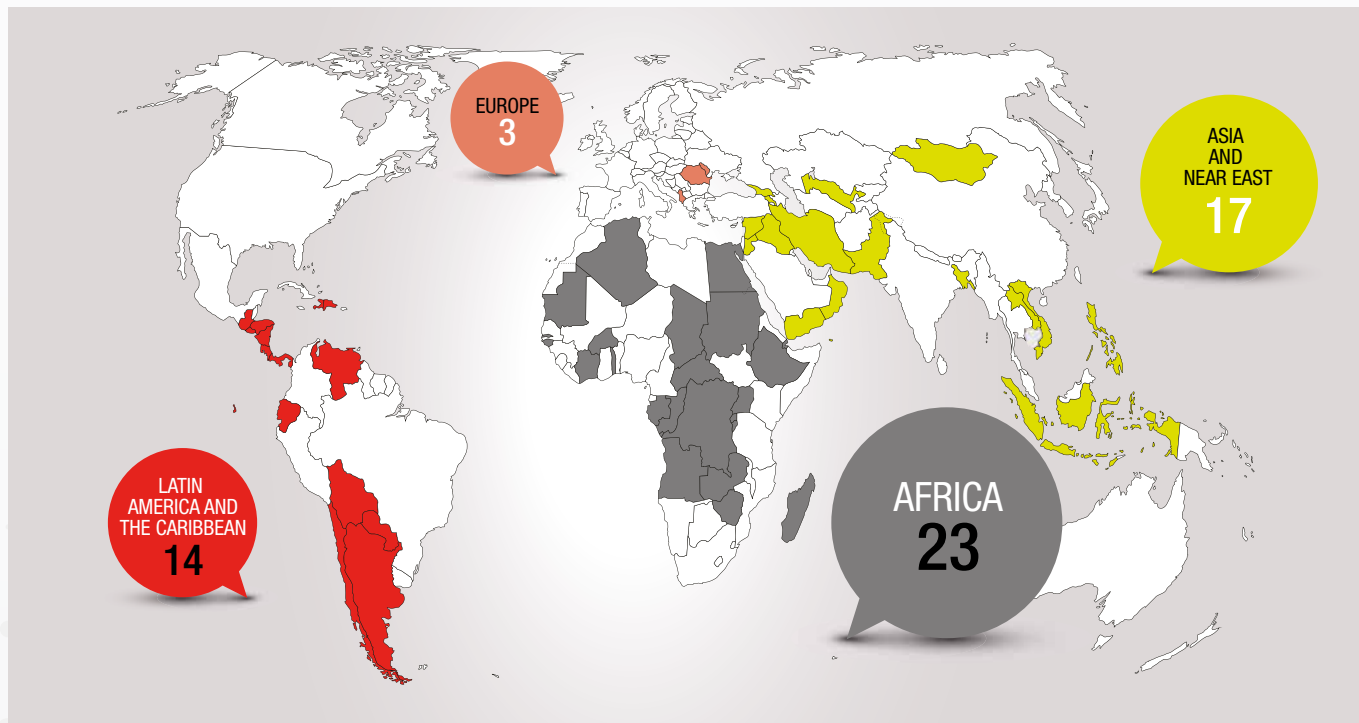 EUROPE
3
ASIA
AND
NEAR EAST
17
LATIN
AMERICA AND
THE CARIBBEAN
14
AFRICA
23